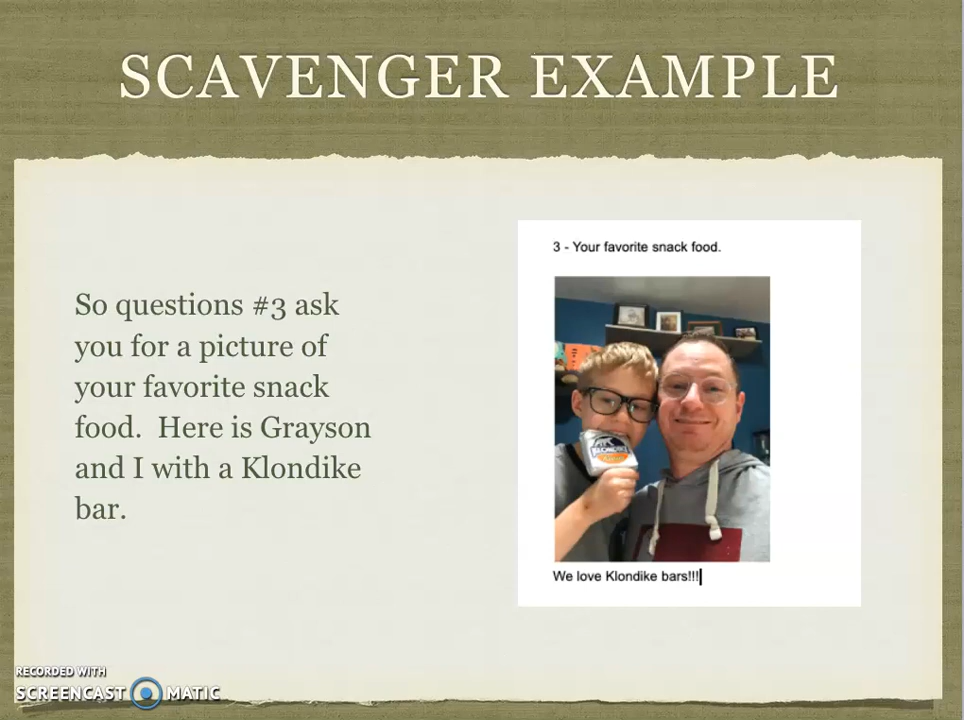 SCAVENGER EXAMPLE
So questions #3 ask
you for a picture of
your favorite snack
food.  Here is Grayson
and I with a Klondike
bar.
3 - Your favorite snack food.
KLONDIKE
We love Klondike bars!!!
RECORDED WITH
SCREENCAST MATIC